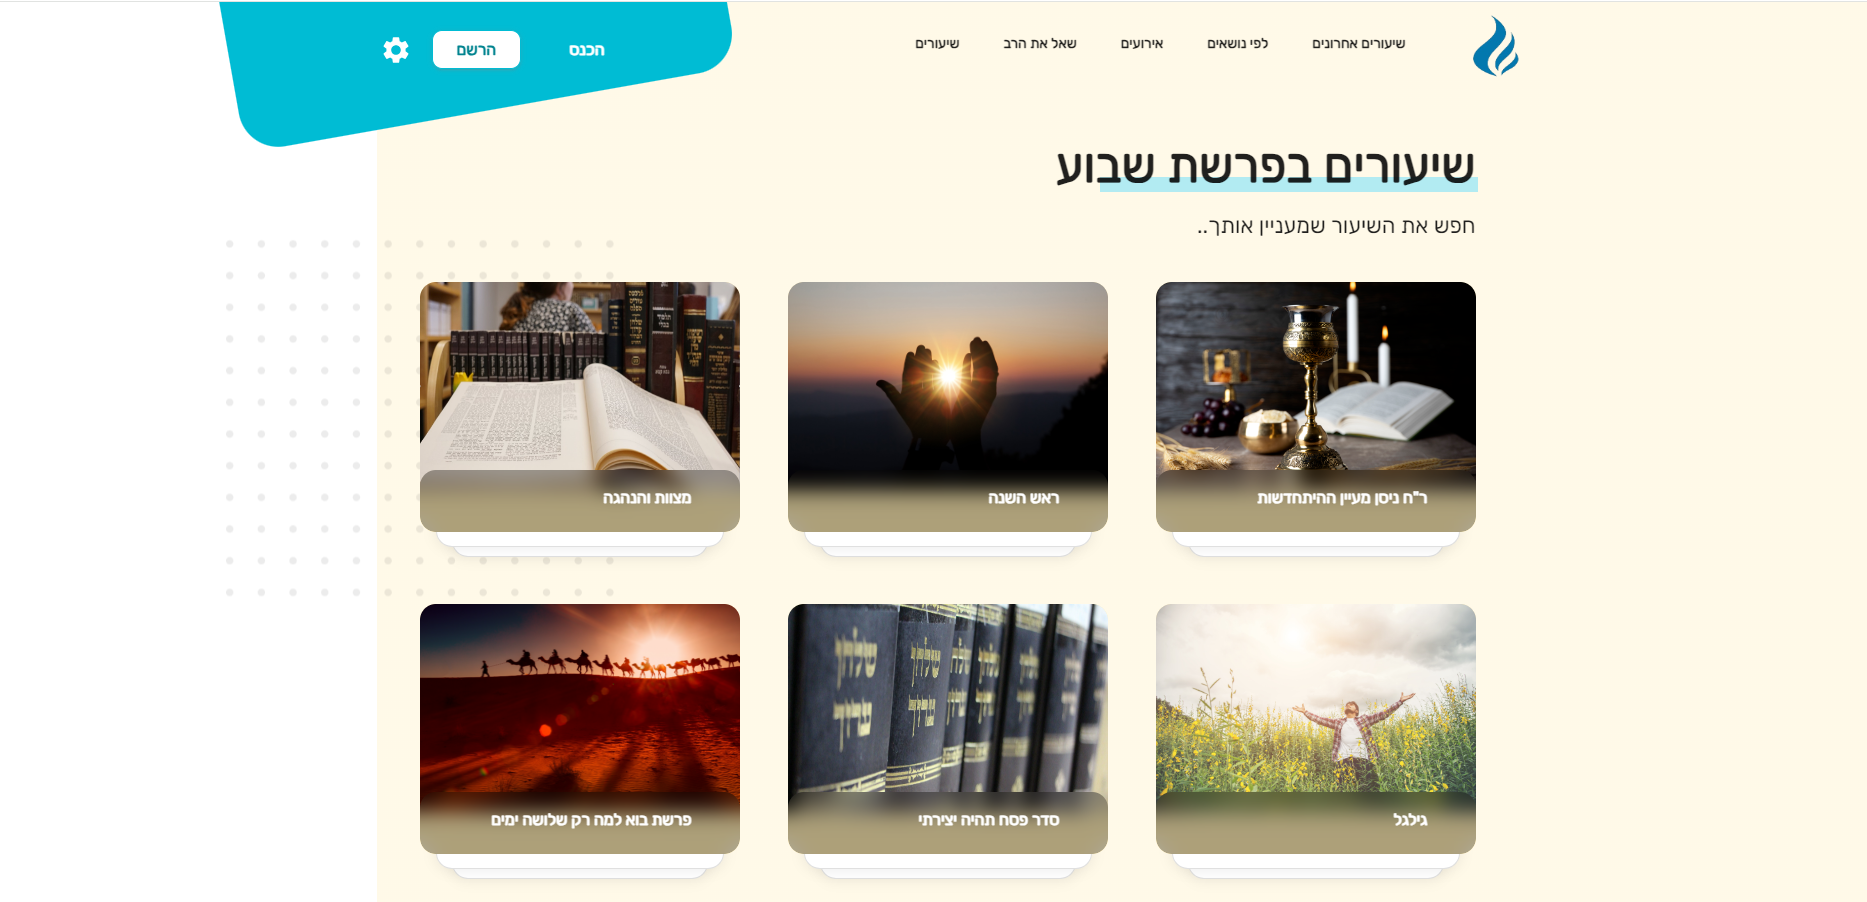 שיעורים אחרונים
לפי נושאים
אירועים
שאל את הרב
שיעורים
הכנס
הרשם
שיעורים בפרשת שבוע
חפש את השיעור שמעניין אותך..
ר"ח ניסן מעיין ההיתחדשות
ראש השנה
מצוות והנהגה
גילגל
סדר פסח תהיה יצירתי
פרשת בוא למה רק שלושה ימים